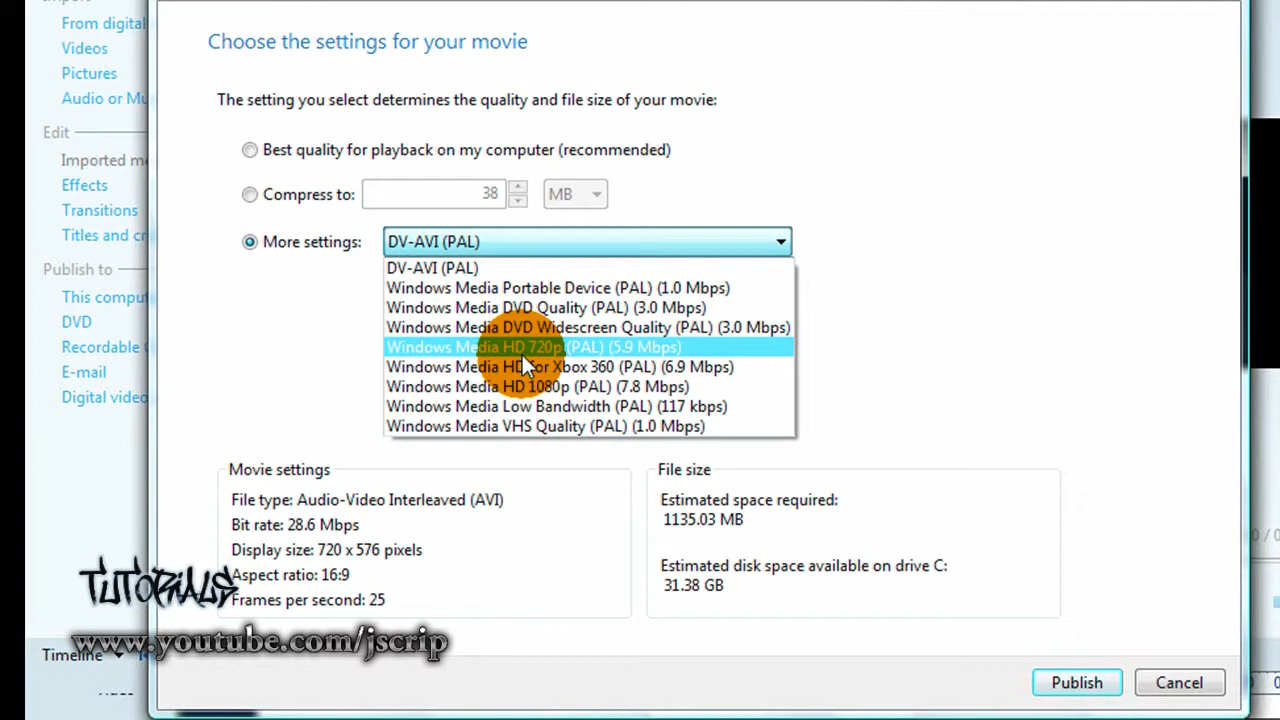 Import
From digital
Videos
Pictures
Audio or Mu
Edit
Imported me
Effects
Transitions
Titles and cr
Publish to
This comput
DVD
Recordable
E-mail
Digital video
Timeline
Choose the settings for your movie
The setting you select determines the quality and file size of your movie:
Best quality for playback on my computer (recommended)
Compress to: 38 MB
More settings: DV-AVI (PAL)
DV-AVI (PAL)
Windows Media Portable Device (PAL) (1.0 Mbps)
Windows Media DVD Quality (PAL) (3.0 Mbps)
Windows Media DVD Widescreen Quality (PAL) (3.0 Mbps)
Windows Media HD 720p (PAL) (5.9 Mbps)
Windows Media HD for Xbox 360 (PAL) (6.9 Mbps)
Windows Media HD 1080p (PAL) (7.8 Mbps)
Windows Media Low Bandwidth (PAL) (117 kbps)
Windows Media VHS Quality (PAL) (1.0 Mbps)
Movie settings
File type: Audio-Video Interleaved (AVI)
Bit rate: 28.6 Mbps
Display size: 720 x 576 pixels
Aspect ratio: 16:9
Frames per second: 25
File size
Estimated space required:
1135.03 MB
Estimated disk space available on drive C:
31.38 GB
TUTORIALS
www.youtube.com/jscrip
Publish
Cancel